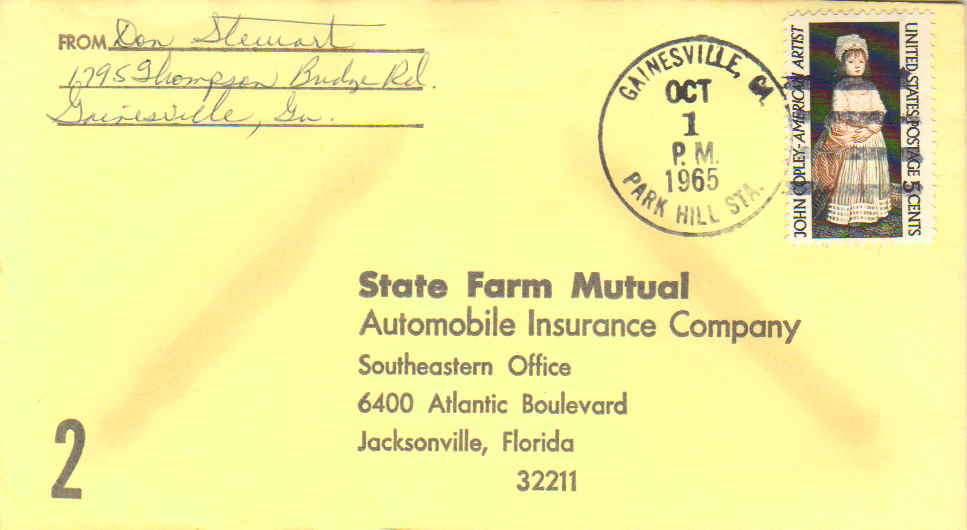 FROM Don Stewart
1795 Thompson Bridge Rd.
Gainesville, Ga.
GAINESVILLE, GA.
OCT
1
P. M.
1965
PARK HILL STA.
JOHN COPLEY-AMERICAN ARTIST
UNITED STATES POSTAGE 5 CENTS
State Farm Mutual
Automobile Insurance Company
Southeastern Office
6400 Atlantic Boulevard
Jacksonville, Florida
32211
2